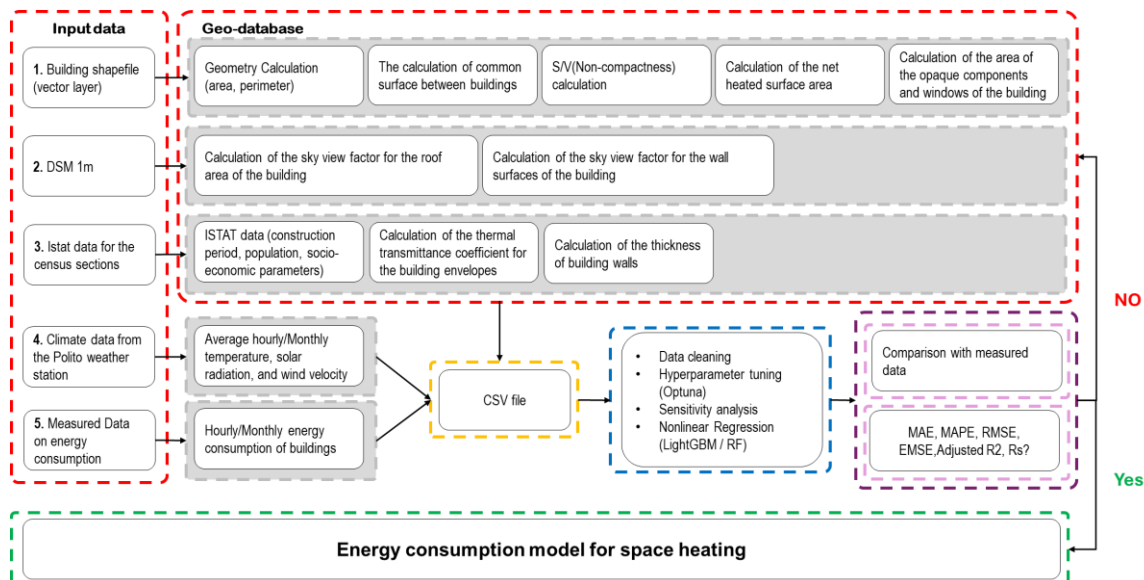 Input data
Geo-database
1. Building shapefile
(vector layer)
Geometry Calculation
(area, perimeter)
The calculation of common
surface between buildings
S/V(Non-compactness)
calculation
Calculation of the net
heated surface area
Calculation of the area of
the opaque components
and windows of the building
2. DSM 1m
Calculation of the sky view factor for the roof
area of the building
Calculation of the sky view factor for the wall
surfaces of the building
3. Istat data for the
census sections
ISTAT data (construction
period, population, socio-
economic parameters)
Calculation of the thermal
transmittance coefficient for
the building envelopes
Calculation of the thickness
of building walls
NO
4. Climate data from
the Polito weather
station
Average hourly/Monthly
temperature, solar
radiation, and wind velocity
5. Measured Data
on energy
consumption
Hourly/Monthly energy
consumption of buildings
CSV file
• Data cleaning
• Hyperparameter tuning
(Optuna)
• Sensitivity analysis
• Nonlinear Regression
(LightGBM / RF)
Comparison with measured
data
MAE, MAPE, RMSE,
EMSE,Adjusted R2, Rs?
Yes
Energy consumption model for space heating